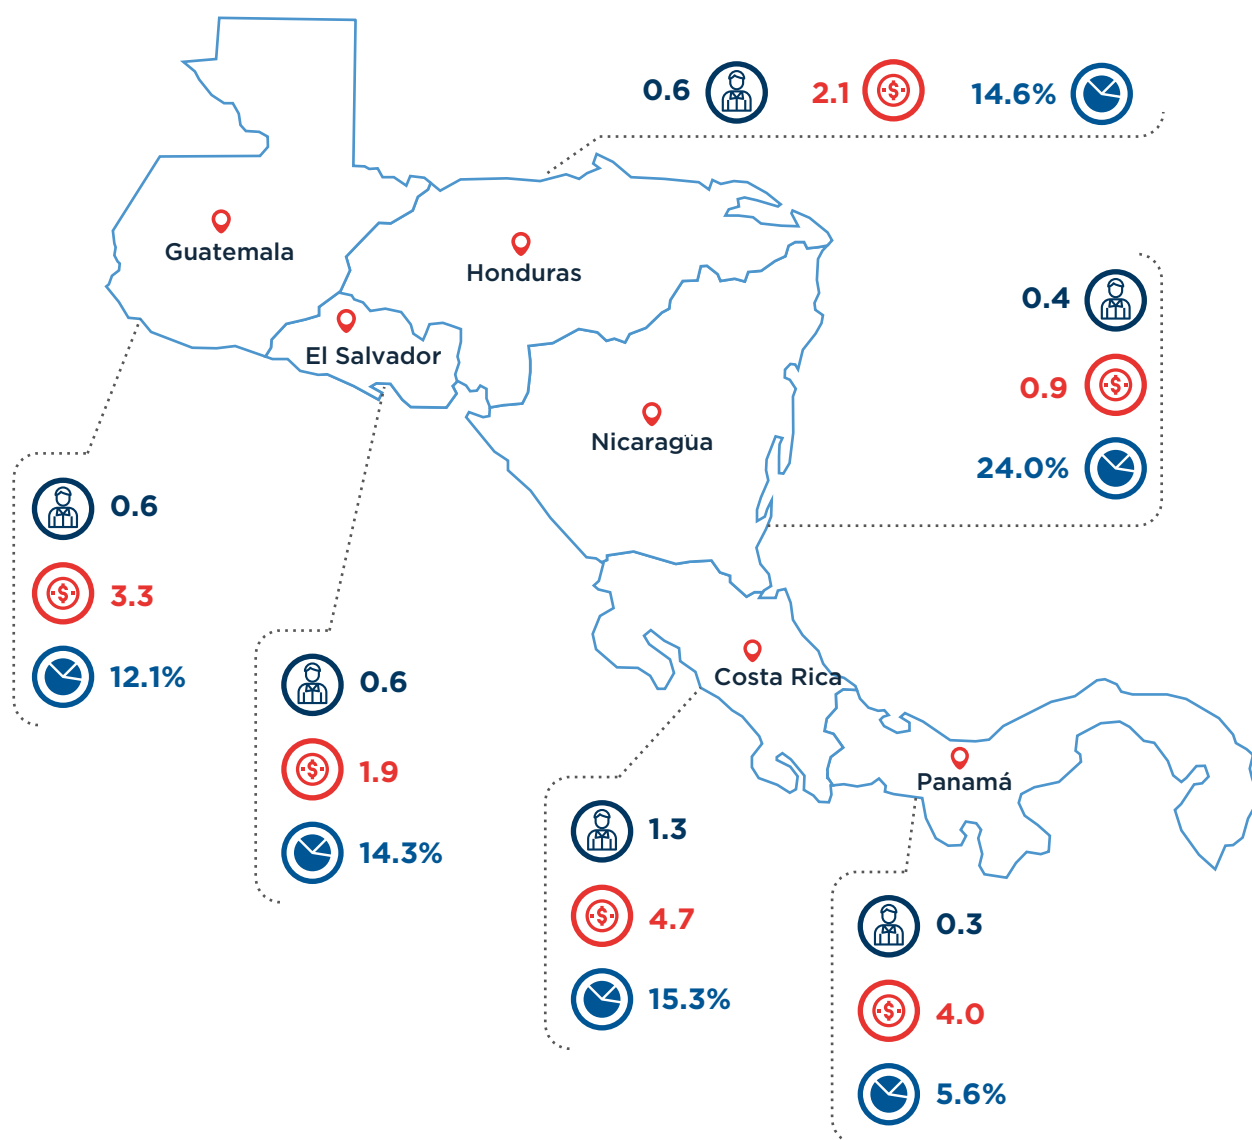 0.6 2.1 14.6%
Guatemala
Honduras
0.4
El Salvador
0.9
Nicaragua
24.0%
0.6
3.3
12.1%
0.6
1.9
14.3%
Costa Rica
Panamá
1.3
4.7
15.3%
0.3
4.0
5.6%